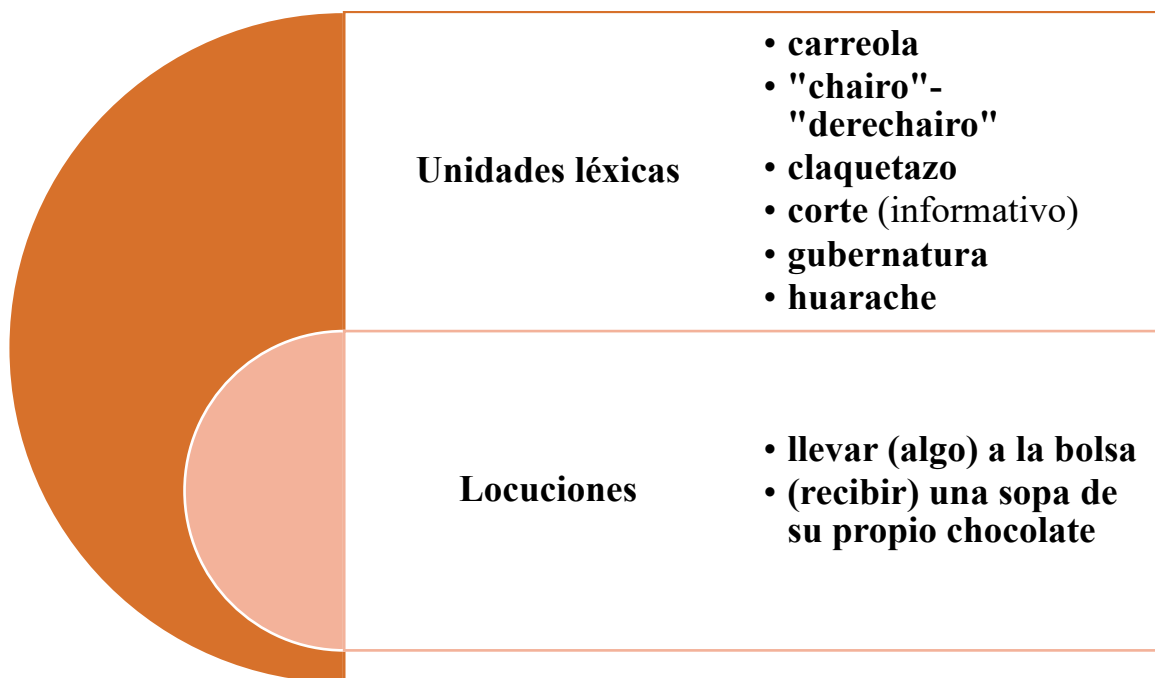 Unidades léxicas
• carreola
• "chairo"-
"derechairo"
• claquetazo
• corte (informativo)
• gubernatura
• huarache
Locuciones
• llevar (algo) a la bolsa
• (recibir) una sopa de
su propio chocolate